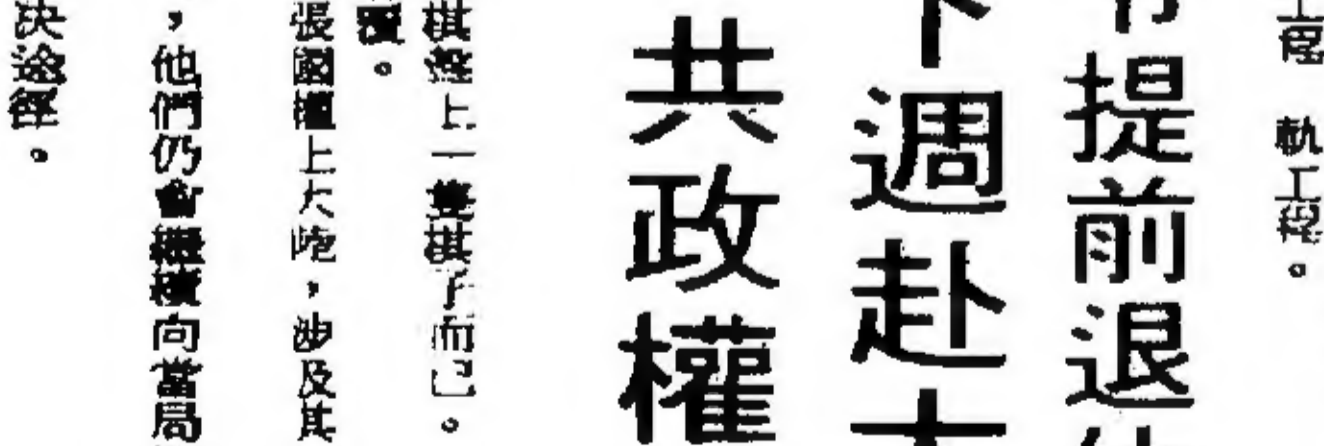 軌工程。
提前退
下週赴
共政權
棋盤上一隻棋子而已。
張國權上大陸，涉及其
，他們仍會繼續向當局
決途徑。